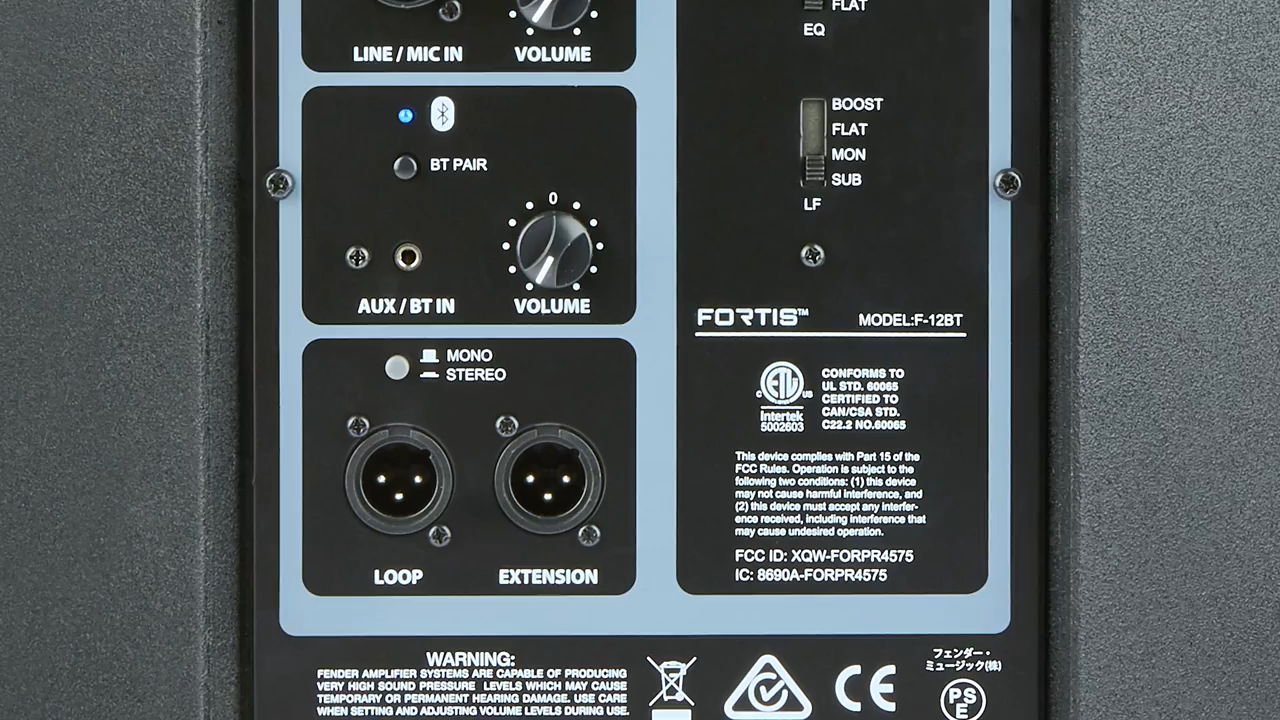 LINE / MIC IN
VOLUME
FLAT
EQ
BT PAIR
0
AUX / BT IN
VOLUME
BOOST
FLAT
MON
SUB
LF
FORTIS™
MODEL:F-12BT
MONO
STEREO
LOOP
EXTENSION
C ETL US
Intertek
5002603
CONFORMS TO
UL STD. 60065
CERTIFIED TO
CAN/CSA STD.
C22.2 NO.60065
This device complies with Part 15 of the
FCC Rules. Operation is subject to the
following two conditions: (1) this device
may not cause harmful interference, and
(2) this device must accept any interfer-
ence received, including interference that
may cause undesired operation.
FCC ID: XQW-FORPR4575
IC: 8690A-FORPR4575
WARNING:
FENDER AMPLIFIER SYSTEMS ARE CAPABLE OF PRODUCING
VERY HIGH SOUND PRESSURE LEVELS WHICH MAY CAUSE
TEMPORARY OR PERMANENT HEARING DAMAGE. USE CARE
WHEN SETTING AND ADJUSTING VOLUME LEVELS DURING USE.
CE
フェンダー・
ミュージック(株)
PS
E